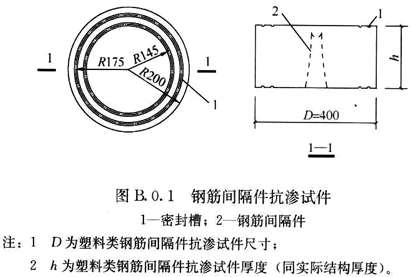 2
1
1
1
R175
R145
R200
1
h
D=400
1—1
图 B.0.1 钢筋间隔件抗渗试件
1—密封槽；2—钢筋间隔件
注：1 D 为塑料类钢筋间隔件抗渗试件尺寸；
2 h 为塑料类钢筋间隔件抗渗试件厚度（同实际结构厚度）。